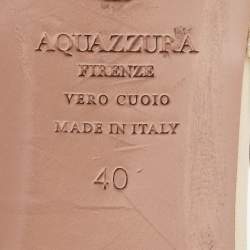 AQUAZZURA
FIRENZE
VERO CUOIO
MADE IN ITALY
40